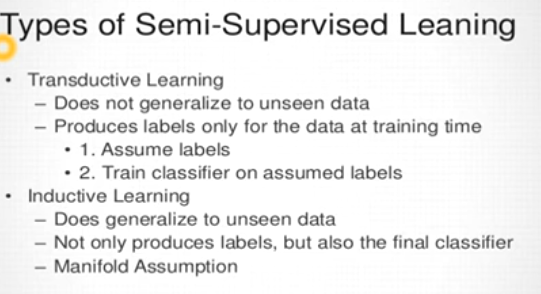 Types of Semi-Supervised Leaning
• Transductive Learning
– Does not generalize to unseen data
– Produces labels only for the data at training time
• 1. Assume labels
• 2. Train classifier on assumed labels
• Inductive Learning
– Does generalize to unseen data
– Not only produces labels, but also the final classifier
– Manifold Assumption